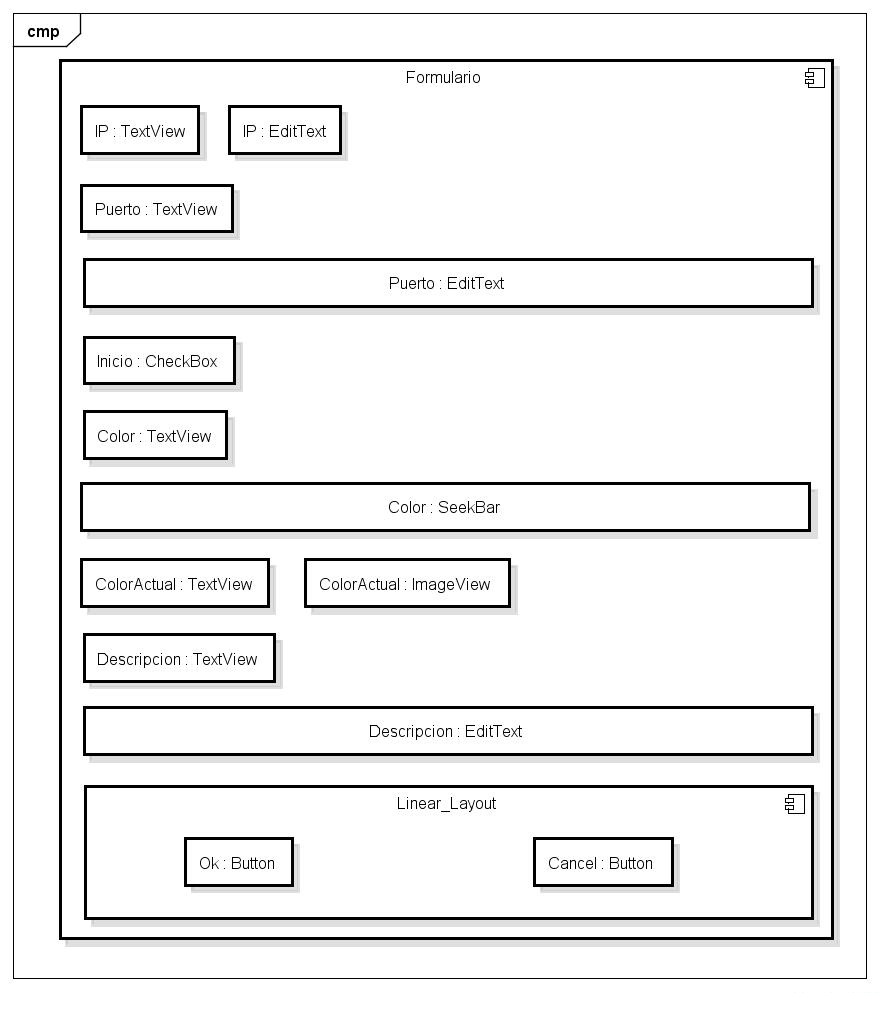 cmp
Formulario
IP : TextView
IP : EditText
Puerto : TextView
Puerto : EditText
Inicio : CheckBox
Color : TextView
Color : SeekBar
ColorActual : TextView
ColorActual : ImageView
Descripcion : TextView
Descripcion : EditText
Linear_Layout
Ok : Button
Cancel : Button